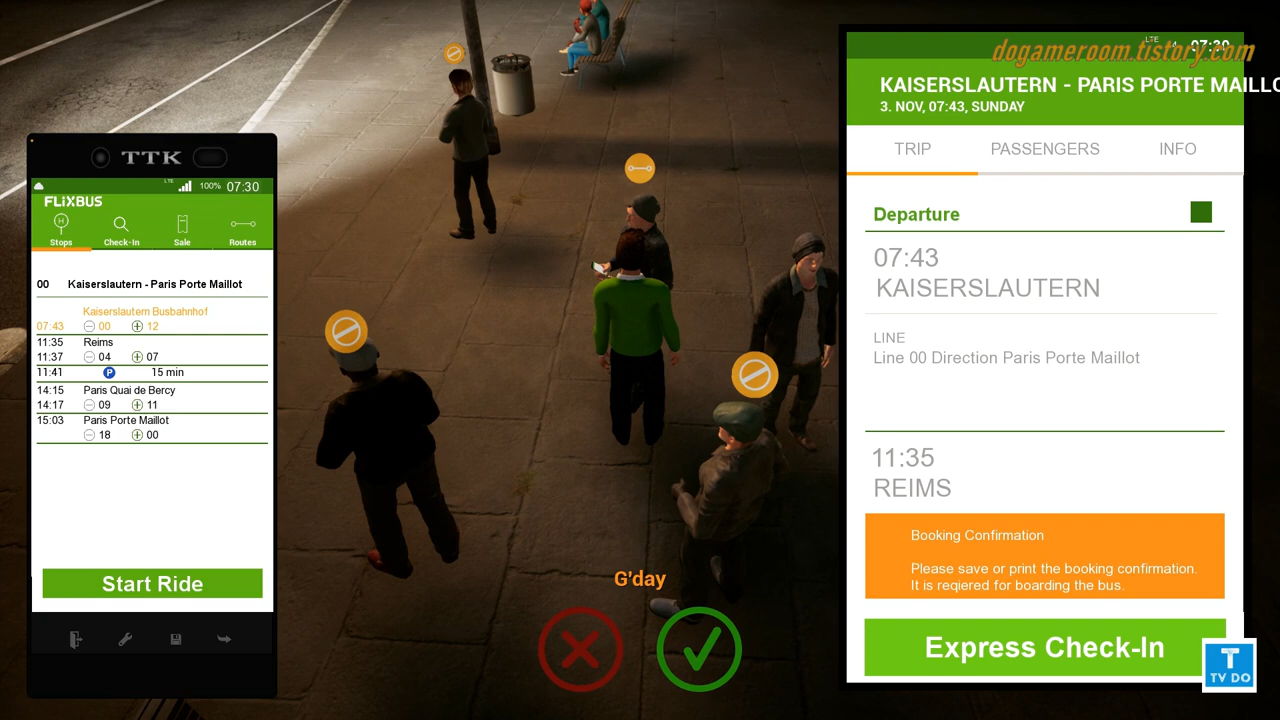 TTK
LTE 100% 07:30
FLiXBUS
H
Stops Check-In Sale Routes
00 Kaiserslautern - Paris Porte Maillot
Kaiserslautern Busbahnhof
07:43 00 12
11:35 Reims
11:37 04 07
11:41 P 15 min
14:15 Paris Quai de Bercy
14:17 09 11
15:03 Paris Porte Maillot
18 00
Start Ride
G'day
LTE 07:30
dogameroom.tistory.com
KAISERSLAUTERN - PARIS PORTE MAILLO
3. NOV, 07:43, SUNDAY
TRIP PASSENGERS INFO
Departure
07:43
KAISERSLAUTERN
LINE
Line 00 Direction Paris Porte Maillot
11:35
REIMS
Booking Confirmation
Please save or print the booking confirmation.
It is reqiered for boarding the bus.
Express Check-In
T
TV DO